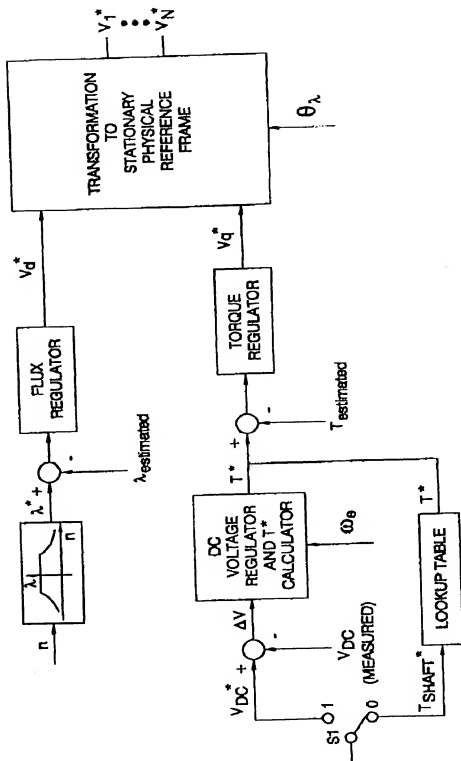 n
λ
n
λ* +
-
λestimated
FLUX
REGULATOR
Vd*
TRANSFORMATION
TO
STATIONARY
PHYSICAL
REFERENCE
FRAME
V1*
VN*
θλ
S1
1
0
VDC* +
-
VDC
(MEASURED)
ΔV
DC
VOLTAGE
REGULATOR
AND T*
CALCULATOR
ωe
T* +
-
Testimated
TORQUE
REGULATOR
Vq*
TSHAFT*
LOOKUP TABLE
T*